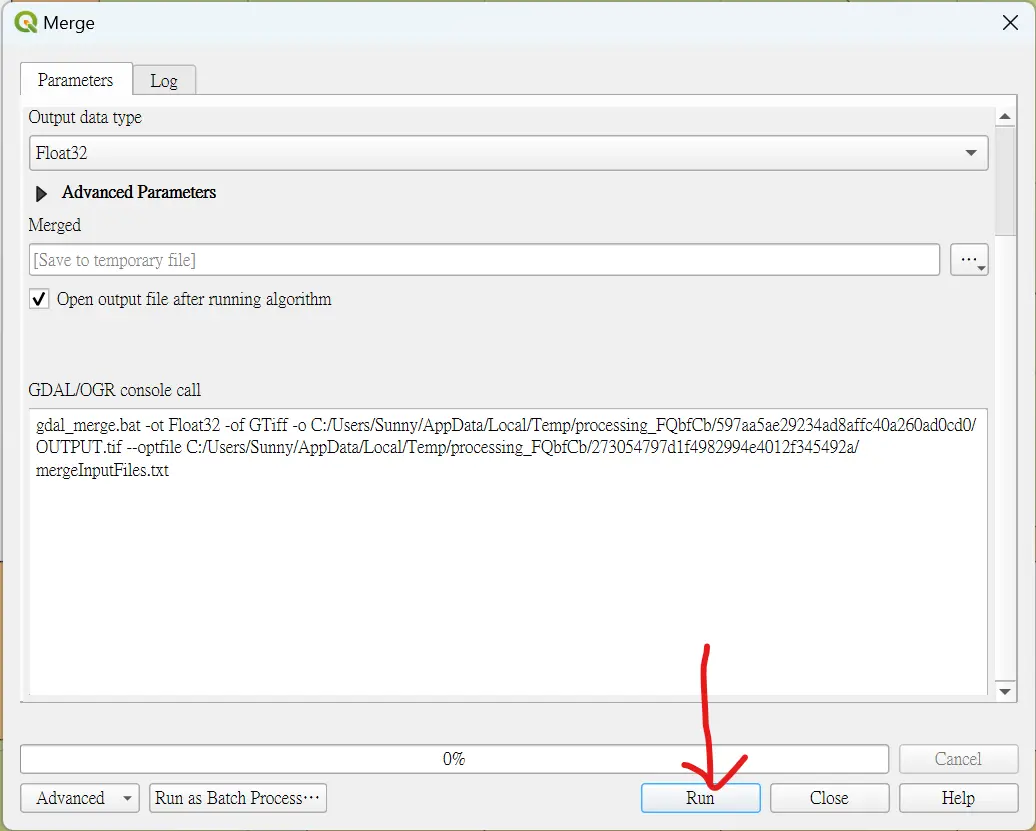 Merge
Parameters
Log
Output data type
Float32
Advanced Parameters
Merged
[Save to temporary file]
...
Open output file after running algorithm
GDAL/OGR console call
gdal_merge.bat -ot Float32 -of GTiff -o C:/Users/Sunny/AppData/Local/Temp/processing_FQbfCb/597aa5ae29234ad8affc40a260ad0cd0/
OUTPUT.tif --optfile C:/Users/Sunny/AppData/Local/Temp/processing_FQbfCb/273054797d1f4982994e4012f345492a/
mergeInputFiles.txt
0%
Cancel
Advanced
Run as Batch Process···
Run
Close
Help